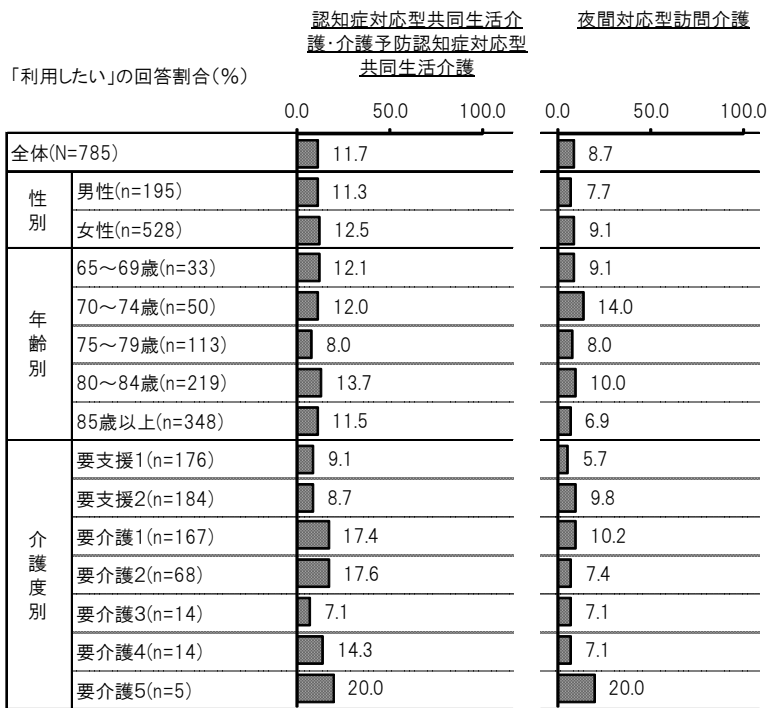 認知症対応型共同生活介
護・介護予防認知症対応型
共同生活介護
夜間対応型訪問介護
「利用したい」の回答割合(%)
0.0 50.0 100.0 0.0 50.0 100.0
全体(N=785) 11.7 8.7
性別
男性(n=195) 11.3 7.7
女性(n=528) 12.5 9.1
年齢別
65～69歳(n=33) 12.1 9.1
70～74歳(n=50) 12.0 14.0
75～79歳(n=113) 8.0 8.0
80～84歳(n=219) 13.7 10.0
85歳以上(n=348) 11.5 6.9
介護度別
要支援1(n=176) 9.1 5.7
要支援2(n=184) 8.7 9.8
要介護1(n=167) 17.4 10.2
要介護2(n=68) 17.6 7.4
要介護3(n=14) 7.1 7.1
要介護4(n=14) 14.3 7.1
要介護5(n=5) 20.0 20.0